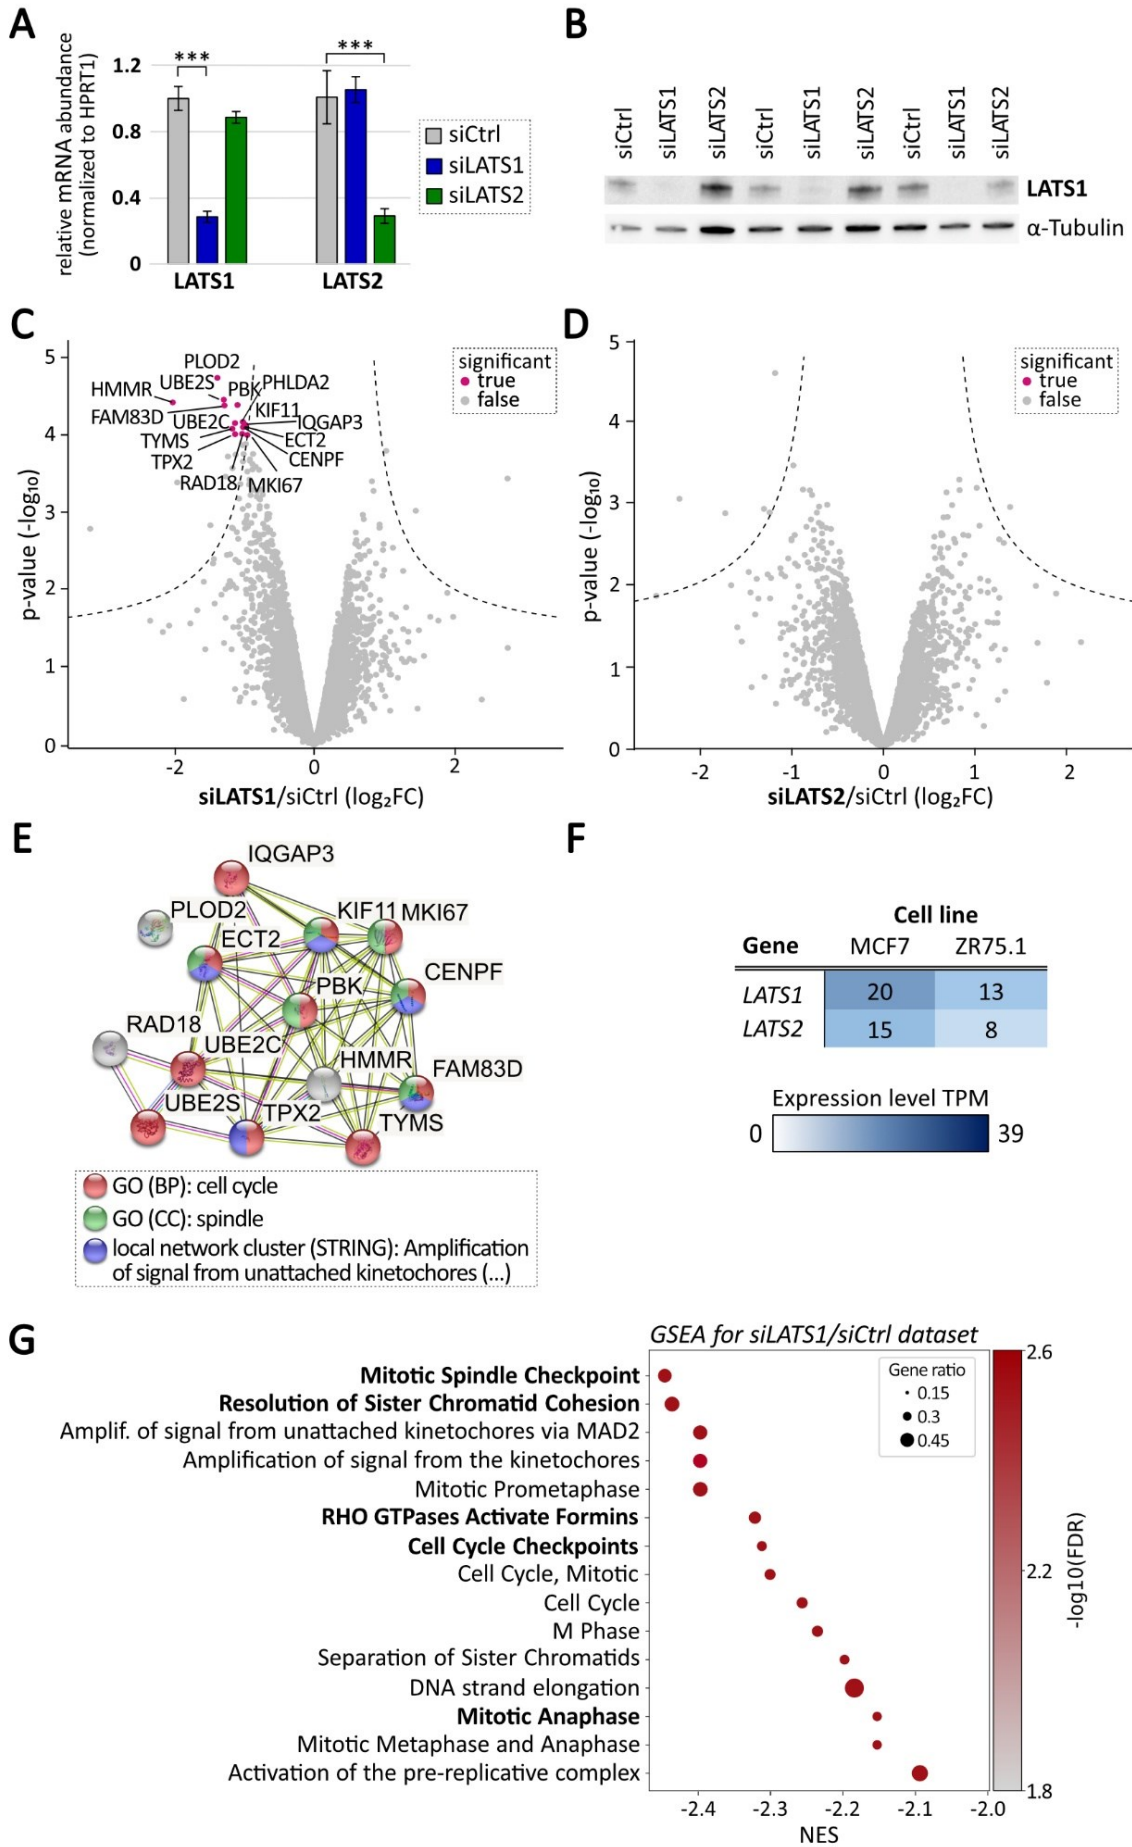 A
relative mRNA abundance
(normalized to HPRT1)
1.2
0.8
0.4
0
***
***
LATS1
LATS2
siCtrl
siLATS1
siLATS2
B
siCtrl
siLATS1
siLATS2
siCtrl
siLATS1
siLATS2
siCtrl
siLATS1
siLATS2
LATS1
α-Tubulin
C
p-value (-log₁₀)
5
4
3
2
1
0
-2
0
2
siLATS1/siCtrl (log₂FC)
significant
true
false
PLOD2
UBE2S
PBK
PHLDA2
HMMR
FAM83D
UBE2C
KIF11
IQGAP3
TYMS
ECT2
TPX2
CENPF
RAD18
MKI67
D
p-value (-log₁₀)
5
4
3
2
1
0
-2
-1
0
1
2
siLATS2/siCtrl (log₂FC)
significant
true
false
E
IQGAP3
PLOD2
KIF11
MKI67
ECT2
CENPF
PBK
RAD18
UBE2C
HMMR
FAM83D
UBE2S
TPX2
TYMS
GO (BP): cell cycle
GO (CC): spindle
local network cluster (STRING): Amplification
of signal from unattached kinetochores (...)
F
Cell line
Gene MCF7 ZR75.1
LATS1 20 13
LATS2 15 8
Expression level TPM
0 39
G
GSEA for siLATS1/siCtrl dataset
Mitotic Spindle Checkpoint
Resolution of Sister Chromatid Cohesion
Amplif. of signal from unattached kinetochores via MAD2
Amplification of signal from the kinetochores
Mitotic Prometaphase
RHO GTPases Activate Formins
Cell Cycle Checkpoints
Cell Cycle, Mitotic
Cell Cycle
M Phase
Separation of Sister Chromatids
DNA strand elongation
Mitotic Anaphase
Mitotic Metaphase and Anaphase
Activation of the pre-replicative complex
Gene ratio
0.15
0.3
0.45
-2.4
-2.3
-2.2
-2.1
-2.0
NES
2.6
2.2
1.8
-log10(FDR)